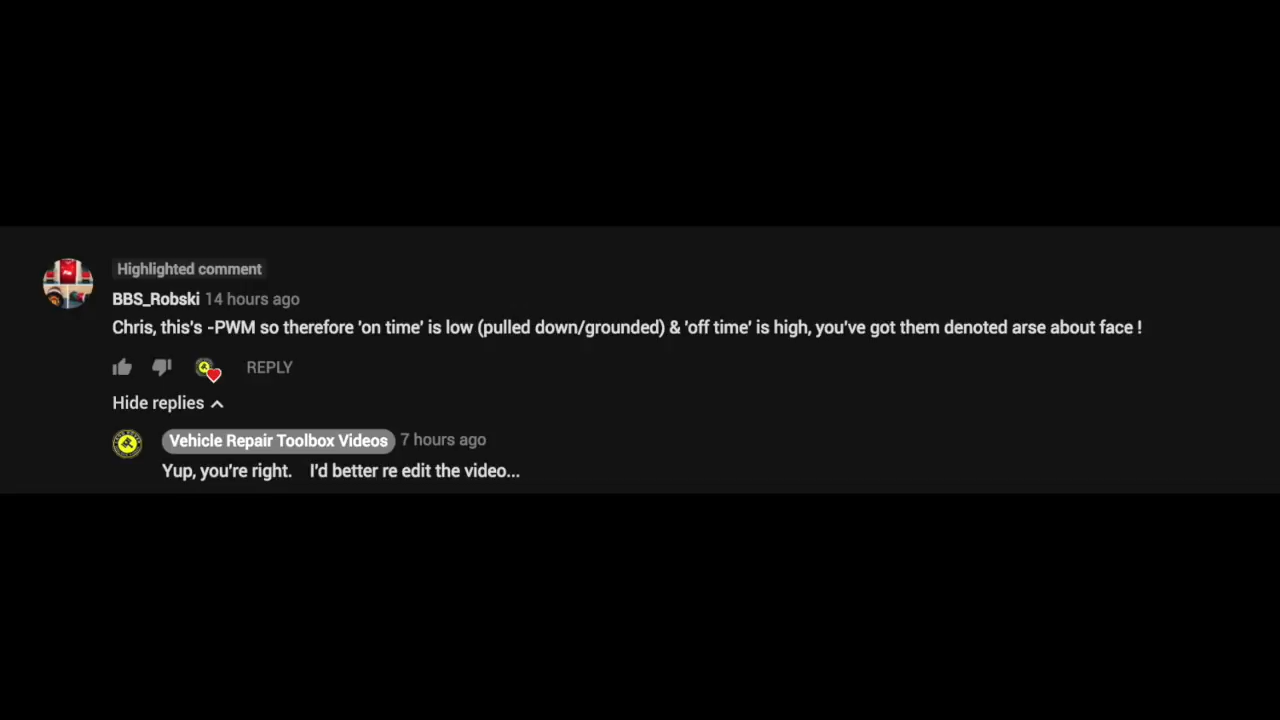 Highlighted comment
BBS_Robski 14 hours ago
Chris, this's -PWM so therefore 'on time' is low (pulled down/grounded) & 'off time' is high, you've got them denoted arse about face !
REPLY
Hide replies
Vehicle Repair Toolbox Videos 7 hours ago
Yup, you're right. I'd better re edit the video...